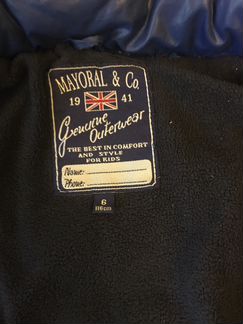 MAYORAL & Co.
19 41
Genuine
Outerwear
THE BEST IN COMFORT
AND STYLE
FOR KIDS
Name:
Phone:
6
116cm